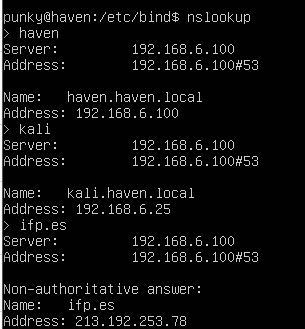 punky@haven:/etc/bind$ nslookup
> haven
Server: 192.168.6.100
Address: 192.168.6.100#53
Name: haven.haven.local
Address: 192.168.6.100
> kali
Server: 192.168.6.100
Address: 192.168.6.100#53
Name: kali.haven.local
Address: 192.168.6.25
> ifp.es
Server: 192.168.6.100
Address: 192.168.6.100#53
Non-authoritative answer:
Name: ifp.es
Address: 213.192.253.78